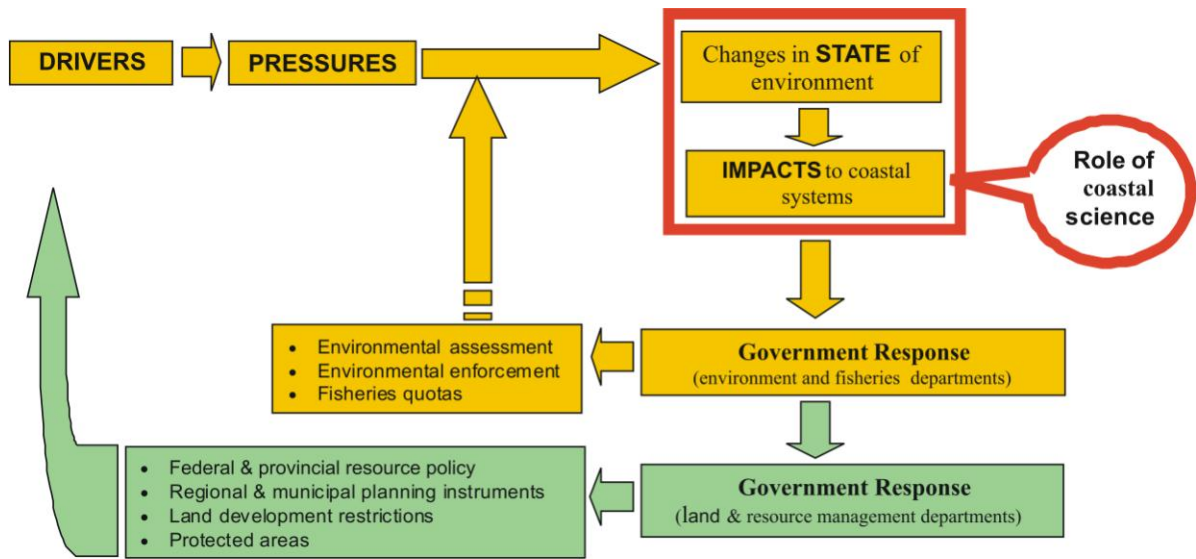 DRIVERS
PRESSURES
Changes in STATE of
environment
IMPACTS to coastal
systems
Role of
coastal
science
Government Response
(environment and fisheries departments)
• Environmental assessment
• Environmental enforcement
• Fisheries quotas
Government Response
(land & resource management departments)
• Federal & provincial resource policy
• Regional & municipal planning instruments
• Land development restrictions
• Protected areas